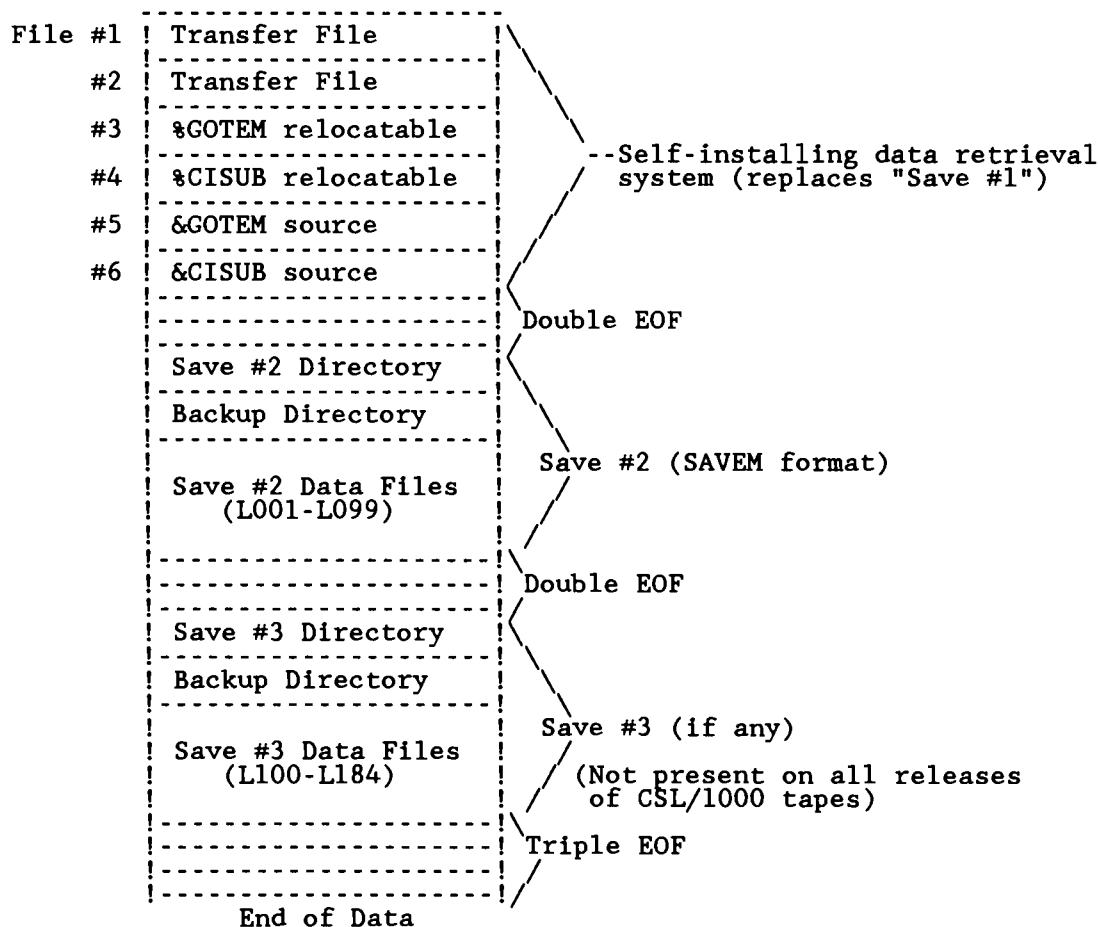 File #1 Transfer File
#2 Transfer File
#3 %GOTEM relocatable
--Self-installing data retrieval
#4 %CISUB relocatable
system (replaces "Save #1")
#5 &GOTEM source
#6 &CISUB source
Double EOF
Save #2 Directory
Backup Directory
Save #2 (SAVEM format)
Save #2 Data Files
(L001-L099)
Double EOF
Save #3 Directory
Backup Directory
Save #3 (if any)
Save #3 Data Files
(L100-L184)
(Not present on all releases
of CSL/1000 tapes)
Triple EOF
End of Data